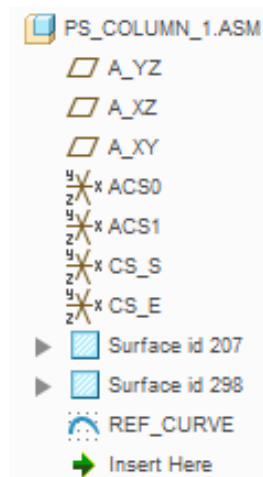 PS_COLUMN_1.ASM
A_YZ
A_XZ
A_XY
y x z ACS0
y x z ACS1
y x z CS_S
y x z CS_E
Surface id 207
Surface id 298
REF_CURVE
Insert Here